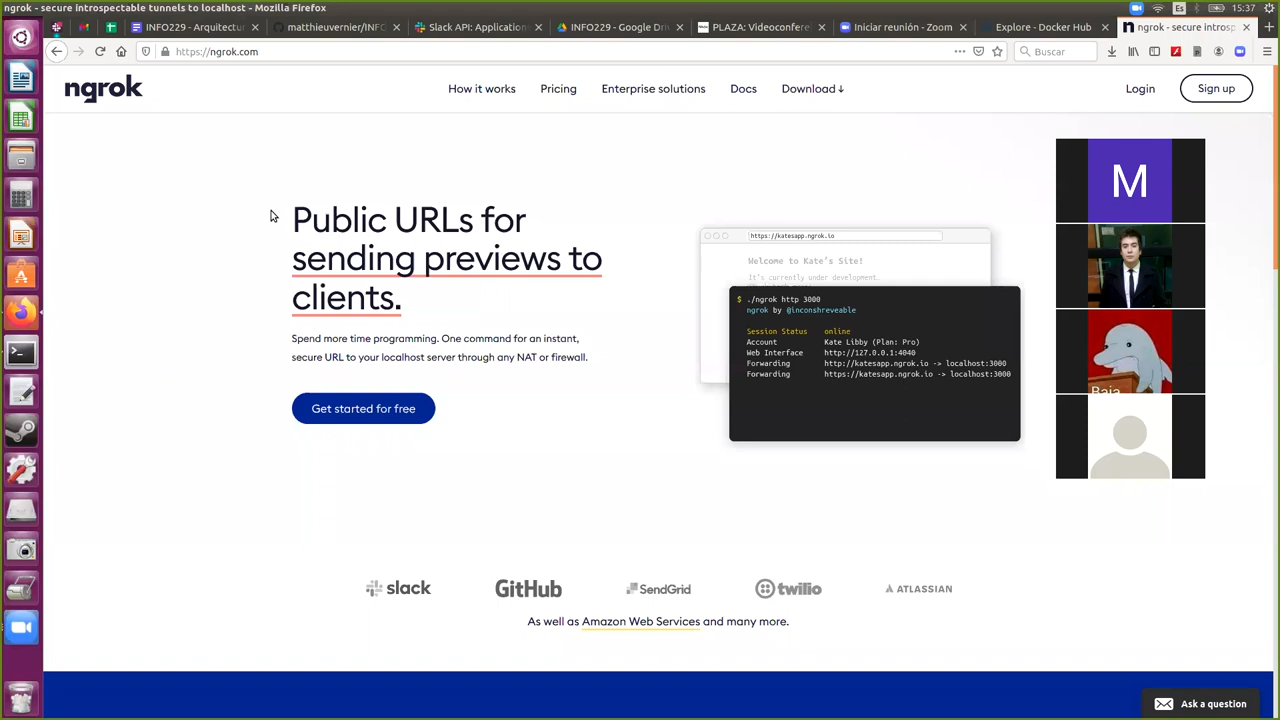 ngrok - secure introspectable tunnels to localhost - Mozilla Firefox
Es
15:37
INFO229 - Arquitectur
matthieuvernier/INFO
Slack API: Application
INFO229 - Google Driv
PLAZA: Videoconfere
Iniciar reunión - Zoom
Explore - Docker Hub
ngrok - secure introsp
https://ngrok.com
Buscar
ngrok
How it works
Pricing
Enterprise solutions
Docs
Download ↓
Login
Sign up
Public URLs for
sending previews to
clients.
Spend more time programming. One command for an instant,
secure URL to your localhost server through any NAT or firewall.
Get started for free
https://katesapp.ngrok.io
Welcome to Kate's Site!
It's currently under development…
$ ./ngrok http 3000
ngrok by @inconshreveable
Session Status online
Account Kate Libby (Plan: Pro)
Web Interface http://127.0.0.1:4040
Forwarding http://katesapp.ngrok.io -> localhost:3000
Forwarding https://katesapp.ngrok.io -> localhost:3000
M
Baja
slack
GitHub
SendGrid
twilio
ATLASSIAN
As well as Amazon Web Services and many more.
Ask a question